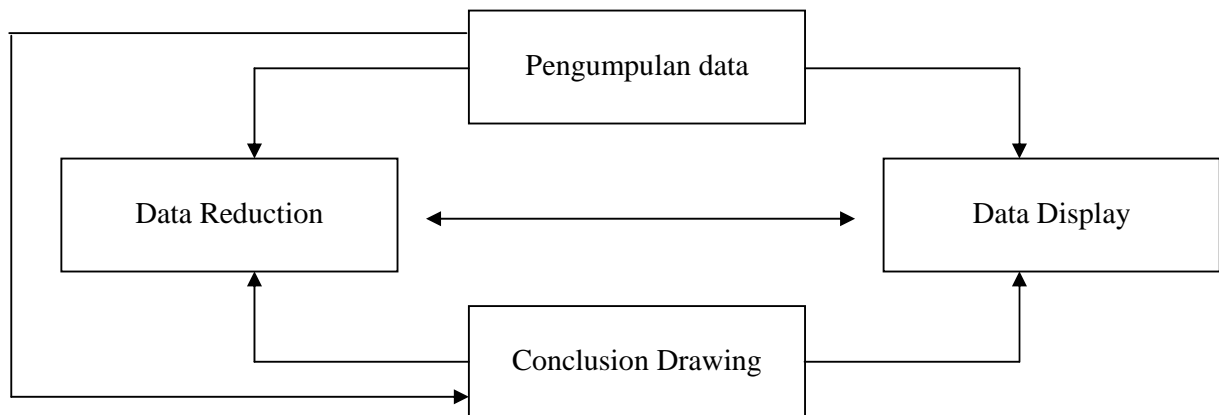 Pengumpulan data
Data Reduction
Data Display
Conclusion Drawing